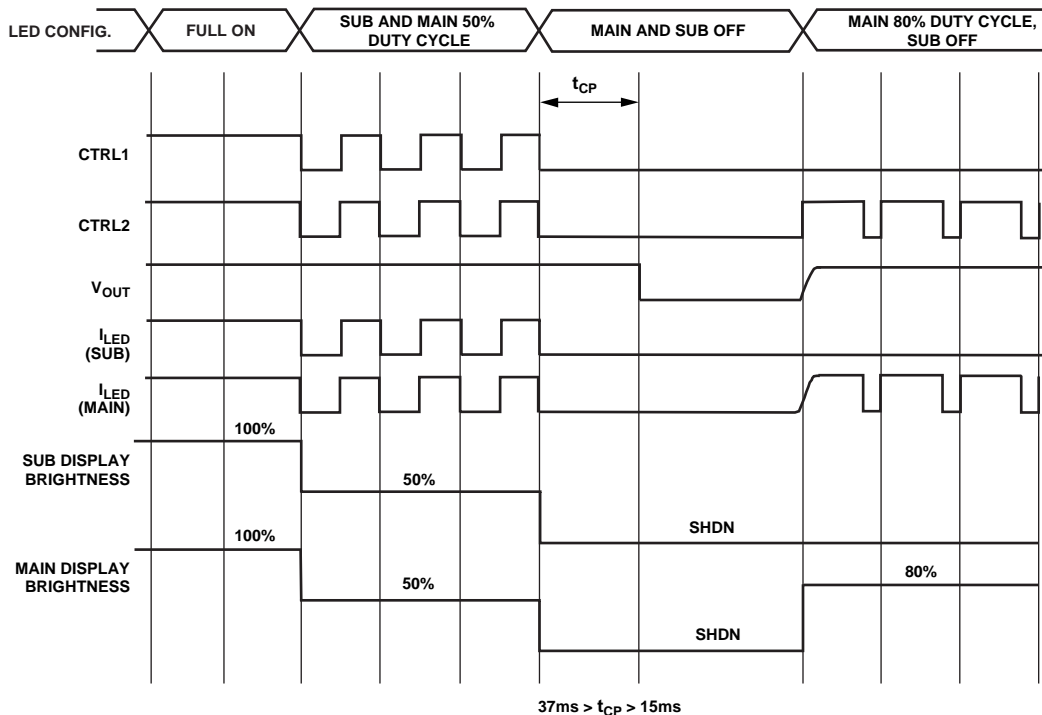 LED CONFIG.
FULL ON
SUB AND MAIN 50%
DUTY CYCLE
MAIN AND SUB OFF
MAIN 80% DUTY CYCLE,
SUB OFF
tCP
CTRL1
CTRL2
VOUT
ILED
(SUB)
ILED
(MAIN)
100%
SUB DISPLAY
BRIGHTNESS
50%
SHDN
100%
MAIN DISPLAY
BRIGHTNESS
50%
80%
SHDN
37ms > tCP > 15ms